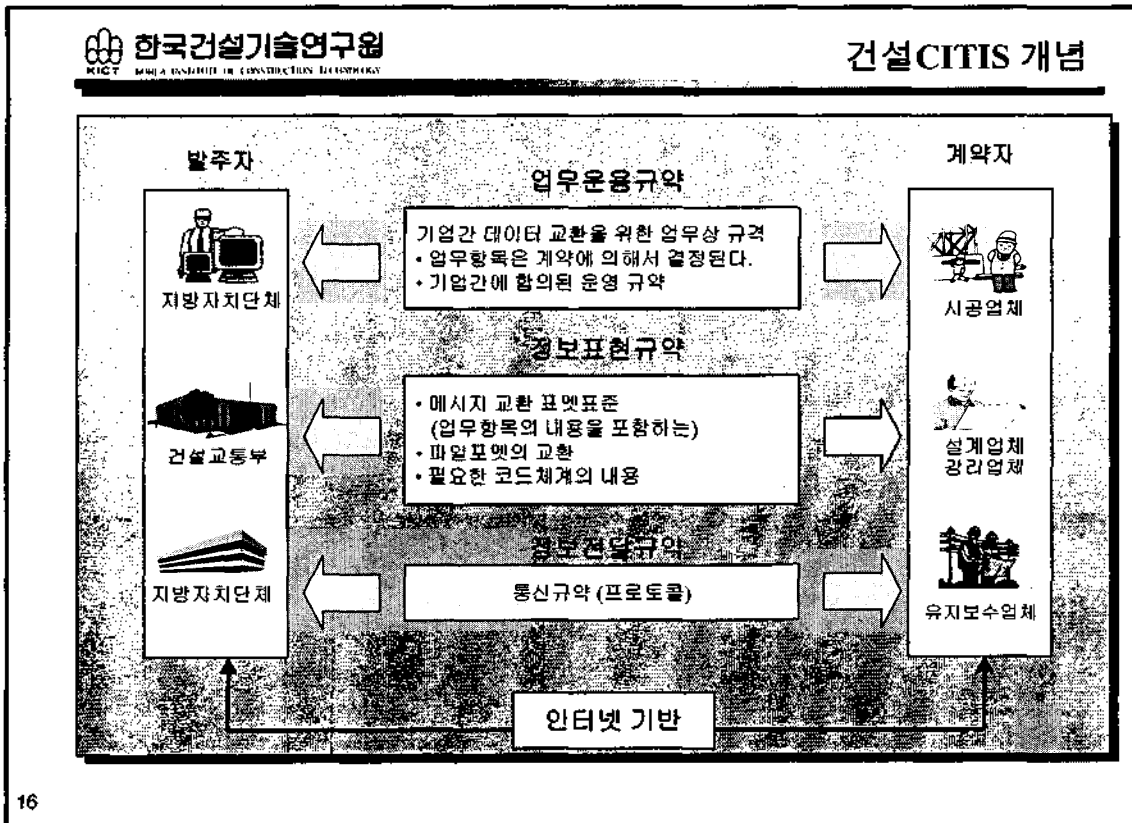 한국건설기술연구원
KICT KOREA INSTITUTE OF CONSTRUCTION TECHNOLOGY
건설CITIS 개념
발주자
지방자치단체
건설교통부
지방자치단체
업무운용규약
기업간 데이터 교환을 위한 업무상 규격
• 업무항목은 계약에 의해서 결정된다.
• 기업간에 합의된 운영 규약
정보표현규약
• 메시지 교환 포멧표준
(업무항목의 내용을 포함하는)
• 파일포멧의 교환
• 필요한 코드체계의 내용
정보전달규약
통신규약 (프로토콜)
계약자
시공업체
설계업체
감리업체
유지보수업체
인터넷 기반
16